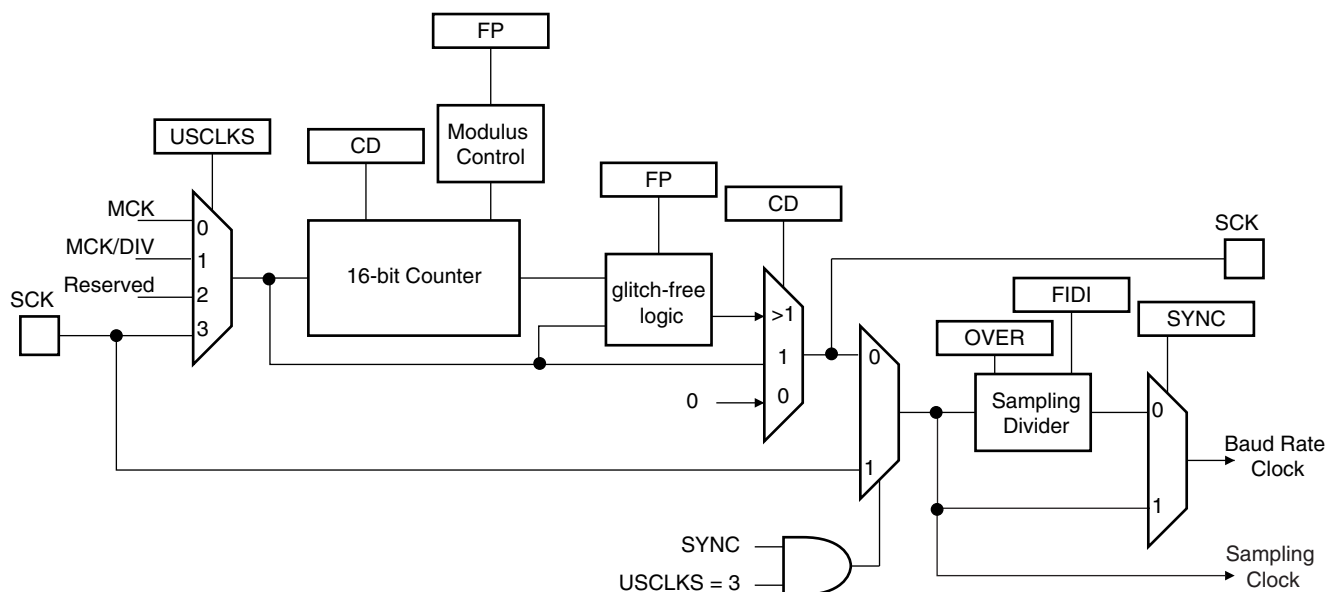 FP
USCLKS
CD
Modulus
Control
FP
CD
SCK
MCK
0
MCK/DIV
1
16-bit Counter
Reserved
2
glitch-free
logic
>1
FIDI
SCK
3
SYNC
OVER
1
0
0
0
Sampling
Divider
0
Baud Rate
Clock
1
1
SYNC
USCLKS = 3
Sampling
Clock